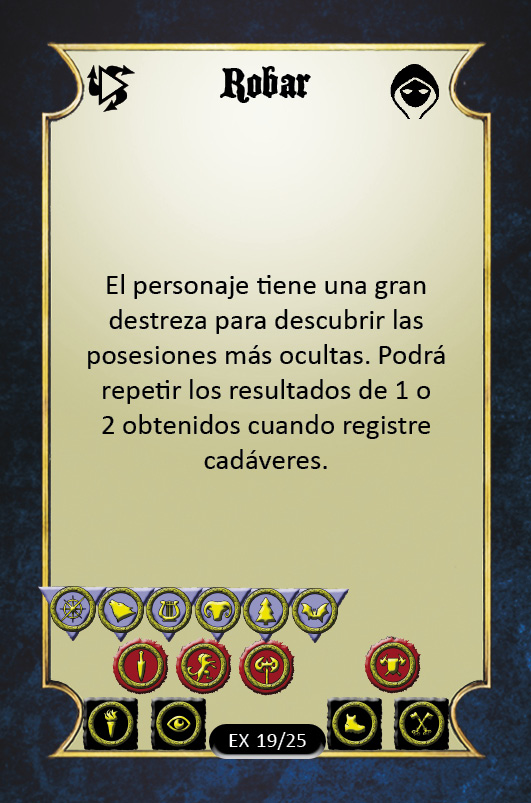 Robar
El personaje tiene una gran
destreza para descubrir las
posesiones más ocultas. Podrá
repetir los resultados de 1 o
2 obtenidos cuando registre
cadáveres.
EX 19/25